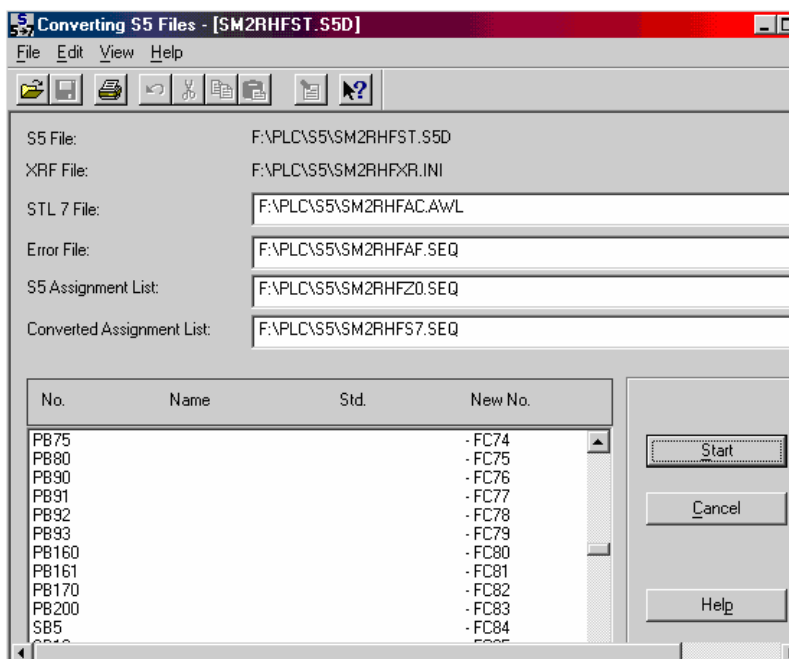 Converting S5 Files - [SM2RHFST.S5D]
File Edit View Help
S5 File: F:\PLC\S5\SM2RHFST.S5D
XRF File: F:\PLC\S5\SM2RHFXR.INI
STL 7 File: F:\PLC\S5\SM2RHFAC.AWL
Error File: F:\PLC\S5\SM2RHFAF.SEQ
S5 Assignment List: F:\PLC\S5\SM2RHFZ0.SEQ
Converted Assignment List: F:\PLC\S5\SM2RHFS7.SEQ
No. Name Std. New No.
PB75 - FC74
PB80 - FC75
PB90 - FC76
PB91 - FC77
PB92 - FC78
PB93 - FC79
PB160 - FC80
PB161 - FC81
PB170 - FC82
PB200 - FC83
SB5 - FC84
Start
Cancel
Help